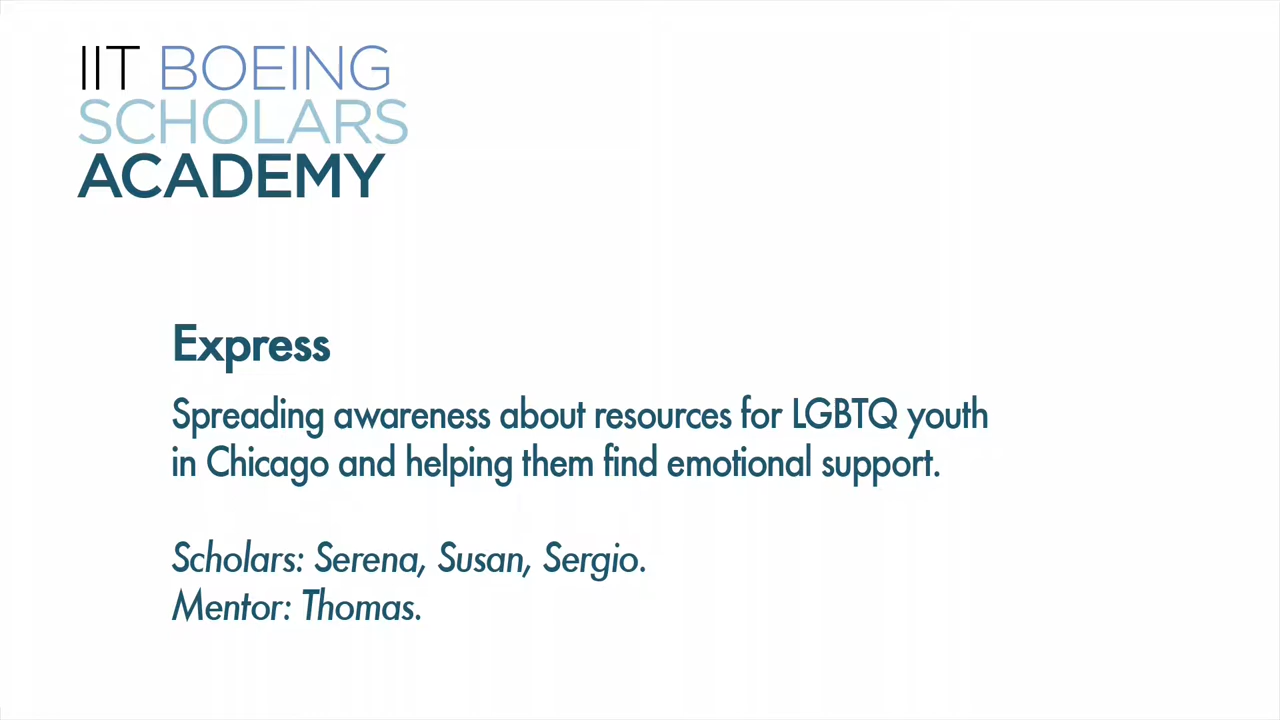 IIT BOEING
SCHOLARS
ACADEMY
Express
Spreading awareness about resources for LGBTQ youth
in Chicago and helping them find emotional support.
Scholars: Serena, Susan, Sergio.
Mentor: Thomas.